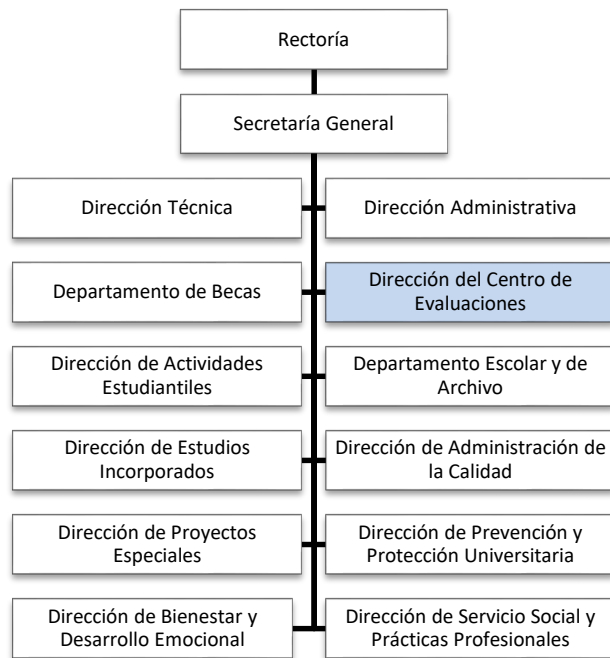 Rectoría
Secretaría General
Dirección Técnica
Dirección Administrativa
Departamento de Becas
Dirección del Centro de
Evaluaciones
Dirección de Actividades
Estudiantiles
Departamento Escolar y de
Archivo
Dirección de Estudios
Incorporados
Dirección de Administración de
la Calidad
Dirección de Proyectos
Especiales
Dirección de Prevención y
Protección Universitaria
Dirección de Bienestar y
Desarrollo Emocional
Dirección de Servicio Social y
Prácticas Profesionales